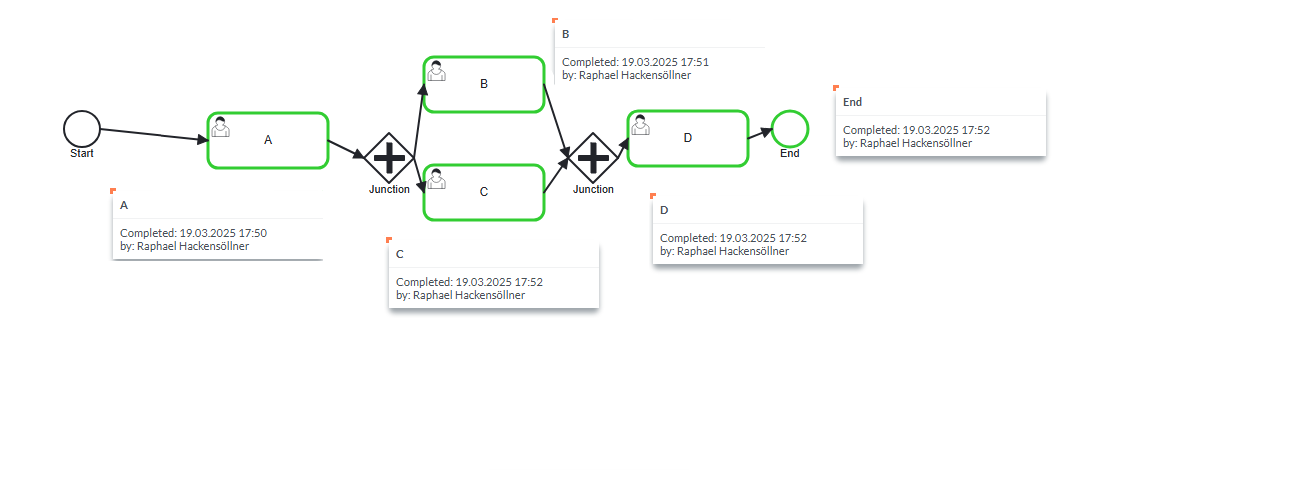 B
Completed: 19.03.2025 17:51
by: Raphael Hackensöllner
B
End
Completed: 19.03.2025 17:52
by: Raphael Hackensöllner
Start
A
D
End
Junction
C
Junction
A
Completed: 19.03.2025 17:50
by: Raphael Hackensöllner
D
Completed: 19.03.2025 17:52
by: Raphael Hackensöllner
C
Completed: 19.03.2025 17:52
by: Raphael Hackensöllner